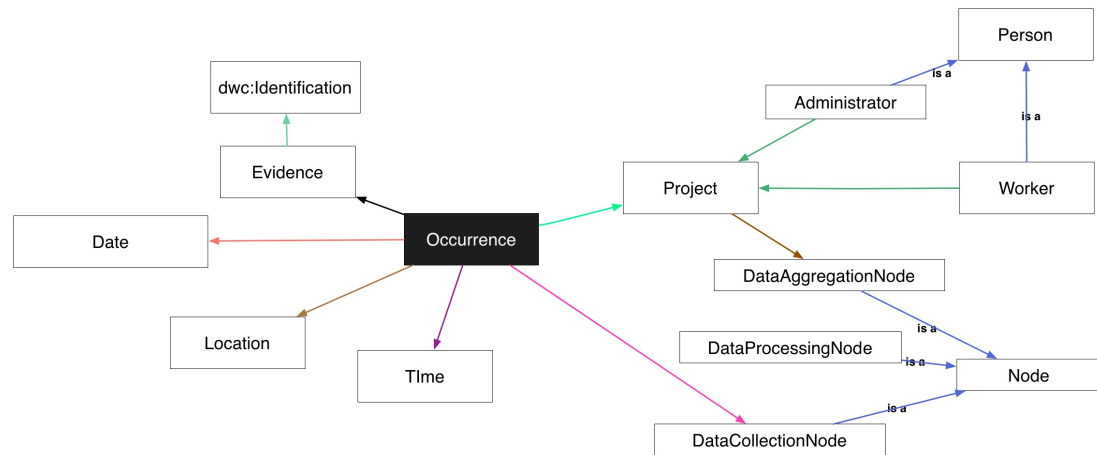 Person
is a
dwc:Identification
Administrator
is a
Evidence
Project
Worker
Date
Occurrence
DataAggregationNode
Location
is a
DataProcessingNode
is a
TIme
Node
is a
DataCollectionNode